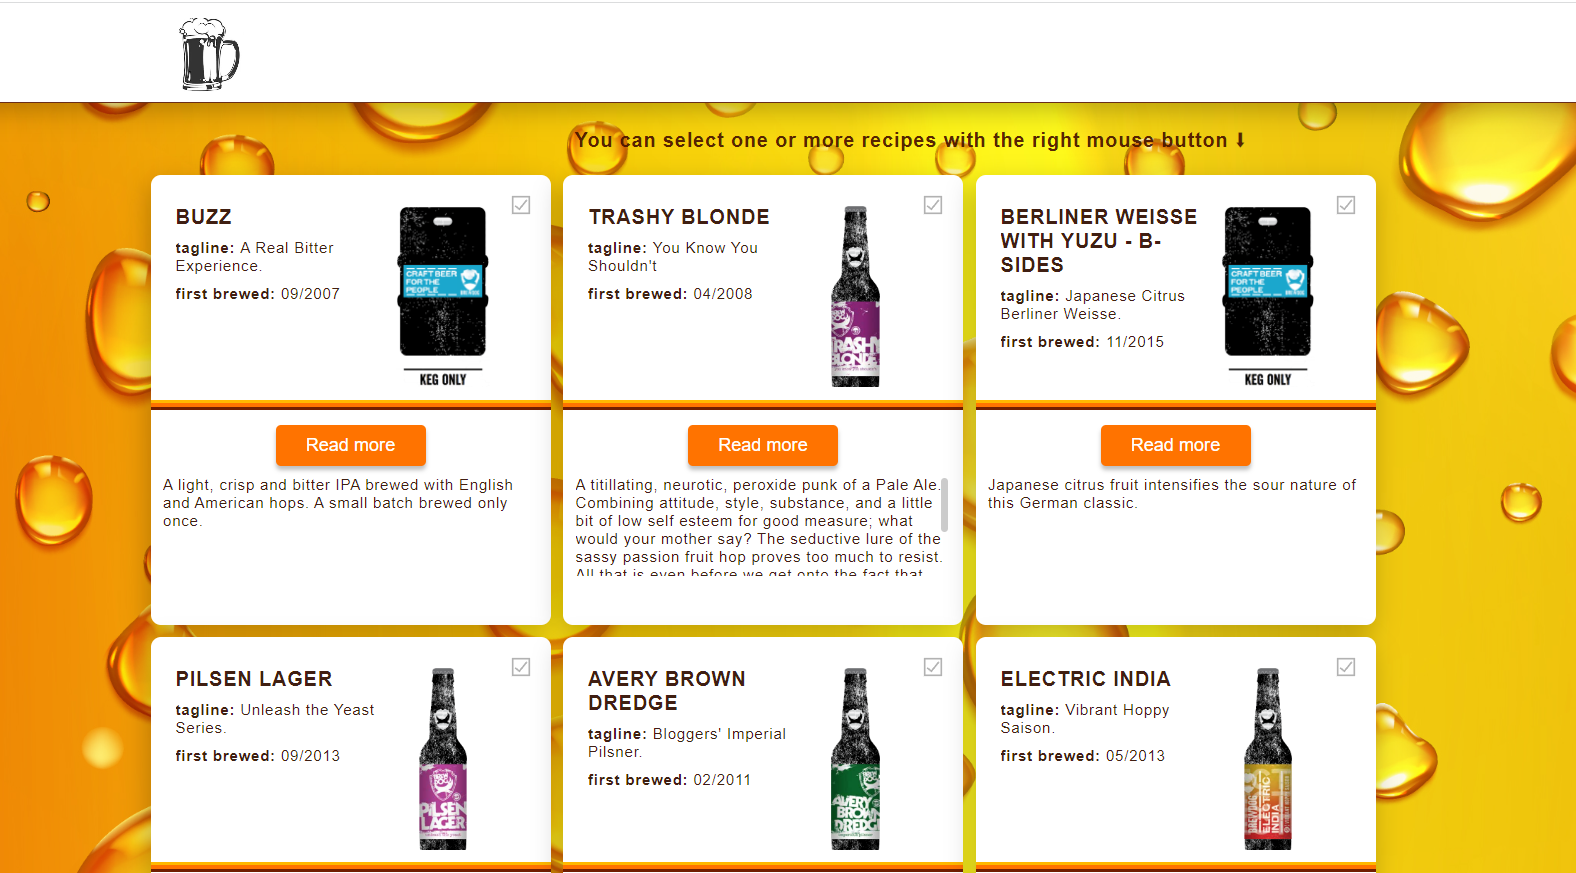 You can select one or more recipes with the right mouse button ⬇
BUZZ
tagline: A Real Bitter
Experience.
first brewed: 09/2007
CRAFT BEER
FOR THE
PEOPLE
KEG ONLY
Read more
A light, crisp and bitter IPA brewed with English
and American hops. A small batch brewed only
once.
TRASHY BLONDE
tagline: You Know You
Shouldn't
first brewed: 04/2008
TRASHY
BLONDE
Read more
A titillating, neurotic, peroxide punk of a Pale Ale.
Combining attitude, style, substance, and a little
bit of low self esteem for good measure; what
would your mother say? The seductive lure of the
sassy passion fruit hop proves too much to resist.
All that is even before we get onto the fact that
BERLINER WEISSE
WITH YUZU - B-
SIDES
tagline: Japanese Citrus
Berliner Weisse.
first brewed: 11/2015
CRAFT BEER
FOR THE
PEOPLE
KEG ONLY
Read more
Japanese citrus fruit intensifies the sour nature of
this German classic.
PILSEN LAGER
tagline: Unleash the Yeast
Series.
first brewed: 09/2013
PILSEN
LAGER
AVERY BROWN
DREDGE
tagline: Bloggers' Imperial
Pilsner.
first brewed: 02/2011
AVERY
BROWN
DREDGE
ELECTRIC INDIA
tagline: Vibrant Hoppy
Saison.
first brewed: 05/2013
BREWDOG
ELECTRIC
INDIA